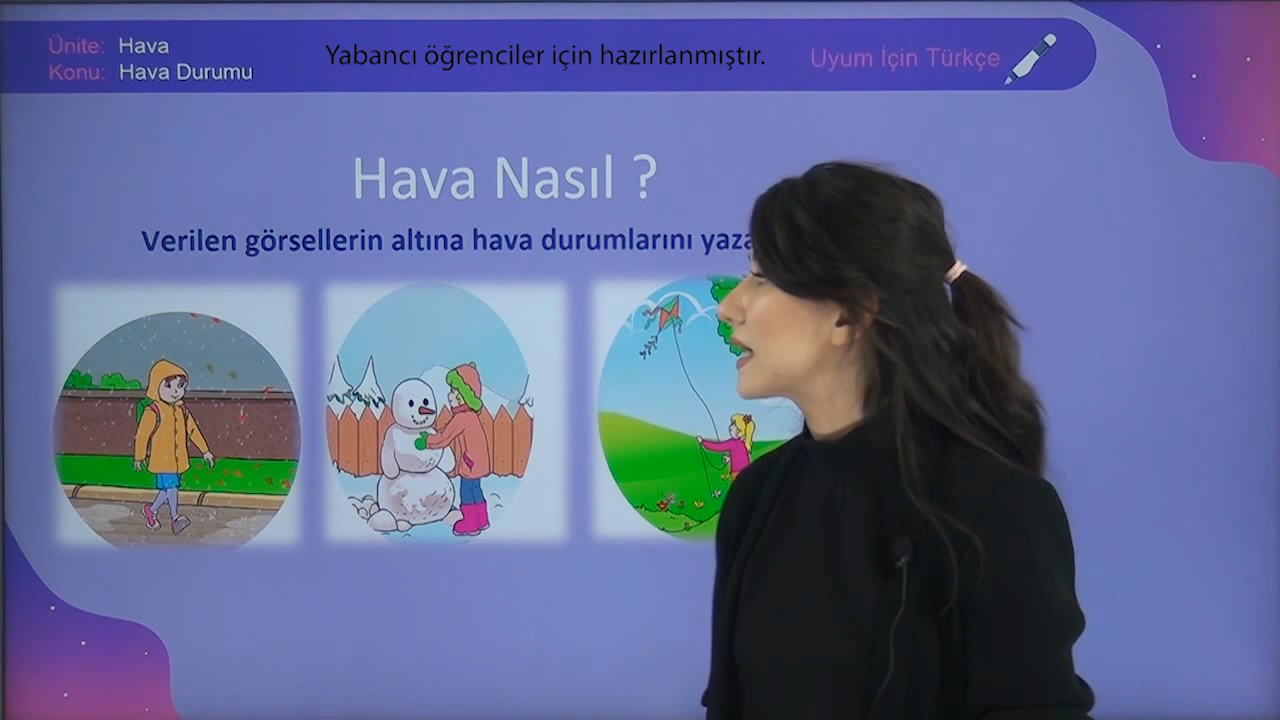 Ünite: Hava
Konu: Hava Durumu
Yabancı öğrenciler için hazırlanmıştır.
Uyum İçin Türkçe
Hava Nasıl ?
Verilen görsellerin altına hava durumlarını